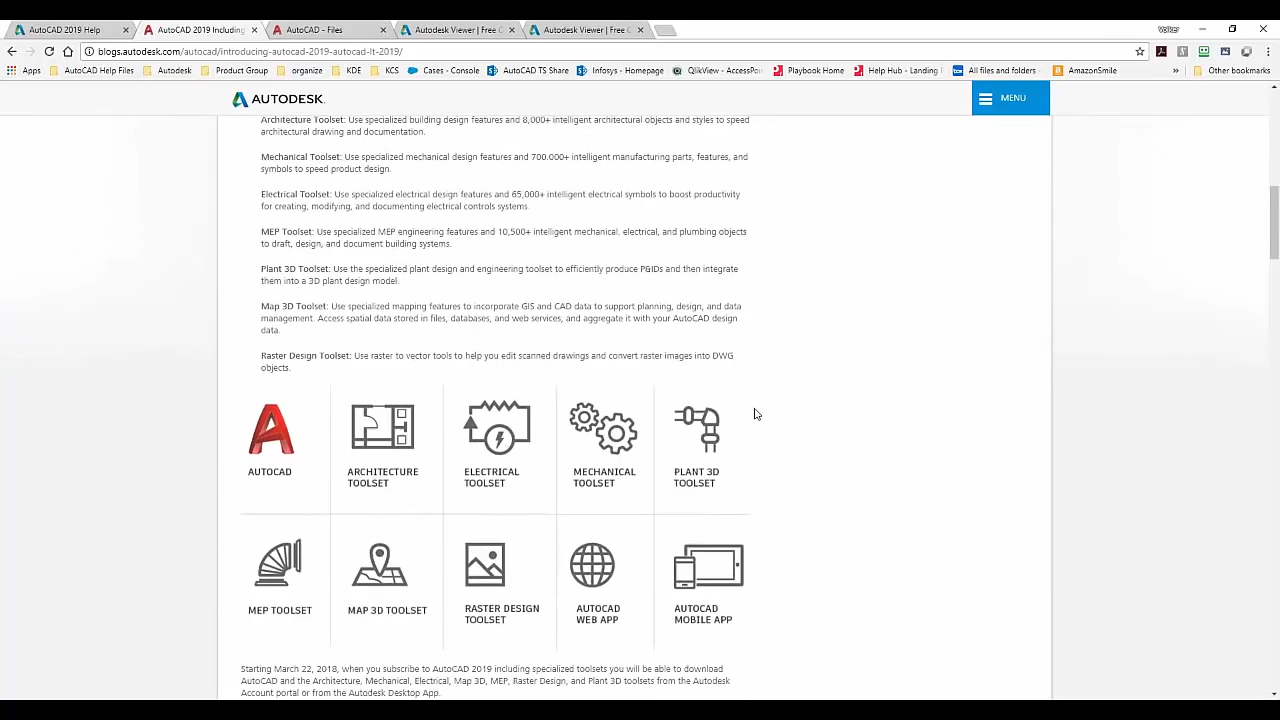 AutoCAD 2019 Help
AutoCAD 2019 Including
AutoCAD - Files
Autodesk Viewer | Free C
Autodesk Viewer | Free C
Volker
blogs.autodesk.com/autocad/introducing-autocad-2019-autocad-lt-2019/
Apps
AutoCAD Help Files
Autodesk
Product Group
organize
KDE
KCS
Cases - Console
AutoCAD TS Share
Infosys - Homepage
QlikView - AccessPoi
Playbook Home
Help Hub - Landing
box
All files and folders -
AmazonSmile
»
Other bookmarks
AUTODESK.
MENU
Architecture Toolset: Use specialized building design features and 8,000+ intelligent architectural objects and styles to speed
architectural drawing and documentation.
Mechanical Toolset: Use specialized mechanical design features and 700.000+ intelligent manufacturing parts, features, and
symbols to speed product design.
Electrical Toolset: Use specialized electrical design features and 65,000+ intelligent electrical symbols to boost productivity
for creating, modifying, and documenting electrical controls systems.
MEP Toolset: Use specialized MEP engineering features and 10,500+ intelligent mechanical, electrical, and plumbing objects
to draft, design, and document building systems.
Plant 3D Toolset: Use the specialized plant design and engineering toolset to efficiently produce P&IDs and then integrate
them into a 3D plant design model.
Map 3D Toolset: Use specialized mapping features to incorporate GIS and CAD data to support planning, design, and data
management. Access spatial data stored in files, databases, and web services, and aggregate it with your AutoCAD design
data.
Raster Design Toolset: Use raster to vector tools to help you edit scanned drawings and convert raster images into DWG
objects.
AUTOCAD
ARCHITECTURE
TOOLSET
ELECTRICAL
TOOLSET
MECHANICAL
TOOLSET
PLANT 3D
TOOLSET
MEP TOOLSET
MAP 3D TOOLSET
RASTER DESIGN
TOOLSET
AUTOCAD
WEB APP
AUTOCAD
MOBILE APP
Starting March 22, 2018, when you subscribe to AutoCAD 2019 including specialized toolsets you will be able to download
AutoCAD and the Architecture, Mechanical, Electrical, Map 3D, MEP, Raster Design, and Plant 3D toolsets from the Autodesk
Account portal or from the Autodesk Desktop App.